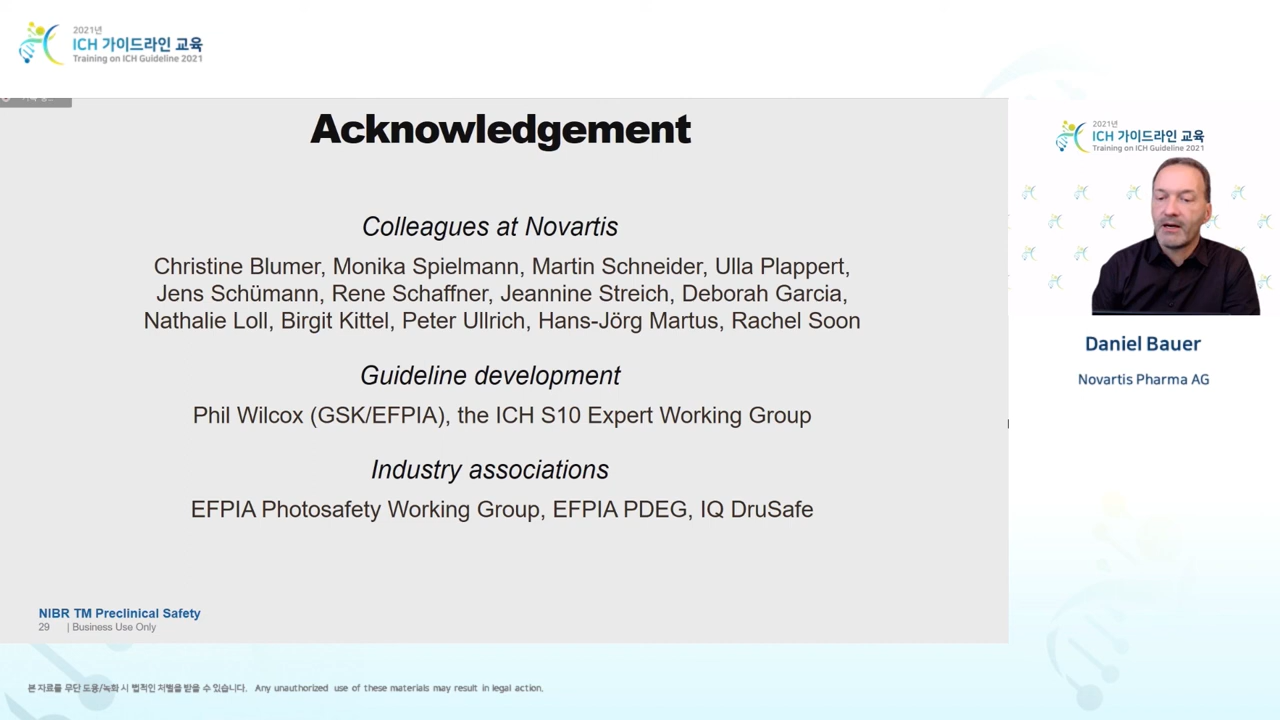 2021년
ICH 가이드라인 교육
Training on ICH Guideline 2021
Acknowledgement
Colleagues at Novartis
Christine Blumer, Monika Spielmann, Martin Schneider, Ulla Plappert,
Jens Schümann, Rene Schaffner, Jeannine Streich, Deborah Garcia,
Nathalie Loll, Birgit Kittel, Peter Ullrich, Hans-Jörg Martus, Rachel Soon
Guideline development
Phil Wilcox (GSK/EFPIA), the ICH S10 Expert Working Group
Industry associations
EFPIA Photosafety Working Group, EFPIA PDEG, IQ DruSafe
NIBR TM Preclinical Safety
29 | Business Use Only
2021년
ICH 가이드라인 교육
Training on ICH Guideline 2021
Daniel Bauer
Novartis Pharma AG
본 자료를 무단 도용/녹화 시 법적인 처벌을 받을 수 있습니다. Any unauthorized use of these materials may result in legal action.